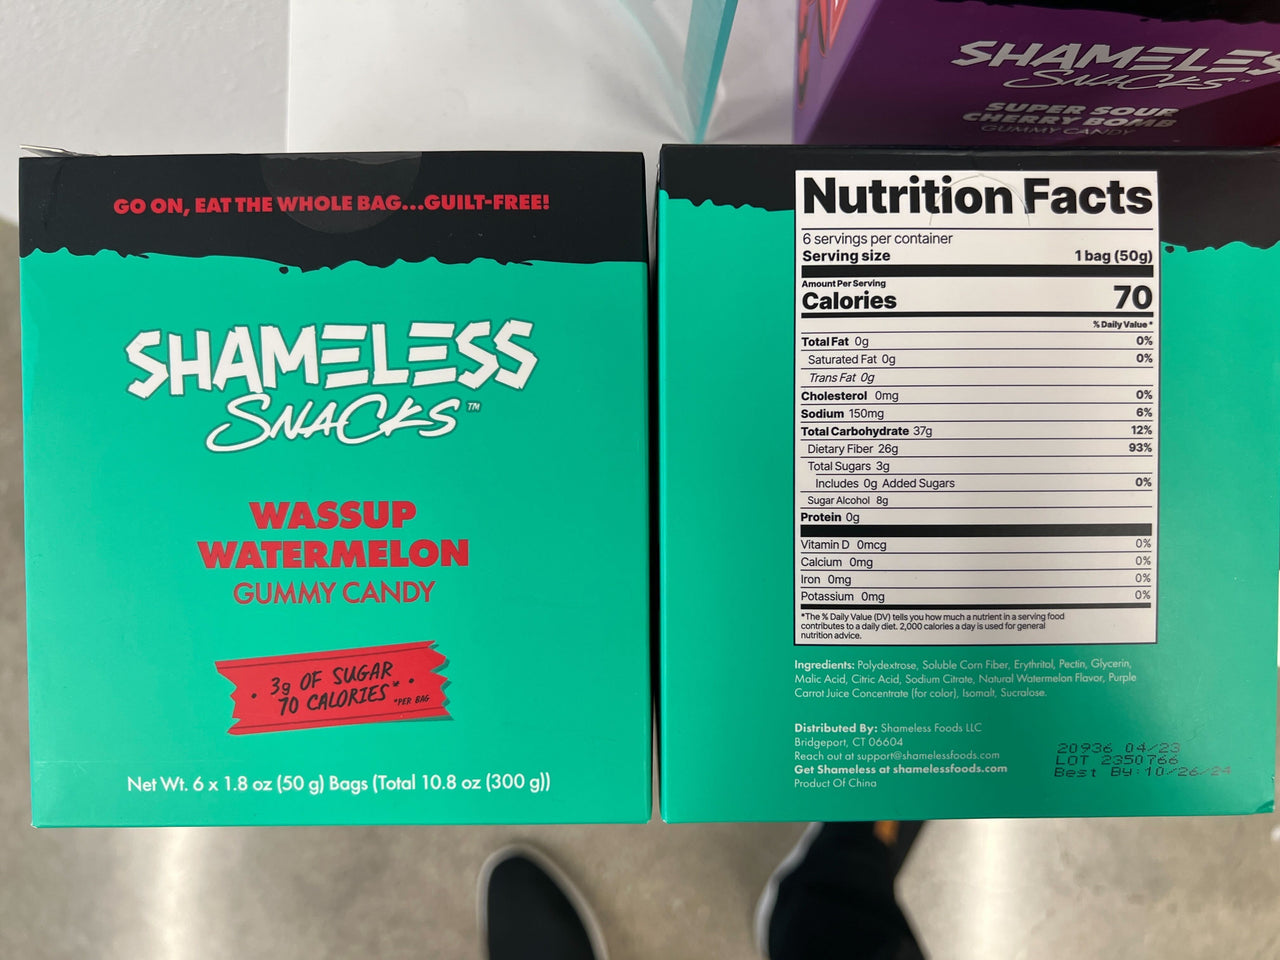 SHAMELESS
SNACKS™
SUPER SOUR
CHERRY BOMB
GUMMY CANDY
GO ON, EAT THE WHOLE BAG...GUILT-FREE!
SHAMELESS
SNACKS™
WASSUP
WATERMELON
GUMMY CANDY
• 3g OF SUGAR •
70 CALORIES* *PER BAG
Net Wt. 6 x 1.8 oz (50 g) Bags (Total 10.8 oz (300 g))
Nutrition Facts
6 servings per container
Serving size 1 bag (50g)
Amount Per Serving
Calories 70
% Daily Value *
Total Fat 0g 0%
Saturated Fat 0g 0%
Trans Fat 0g
Cholesterol 0mg 0%
Sodium 150mg 6%
Total Carbohydrate 37g 12%
Dietary Fiber 26g 93%
Total Sugars 3g
Includes 0g Added Sugars 0%
Sugar Alcohol 8g
Protein 0g
Vitamin D 0mcg 0%
Calcium 0mg 0%
Iron 0mg 0%
Potassium 0mg 0%
*The % Daily Value (DV) tells you how much a nutrient in a serving food
contributes to a daily diet. 2,000 calories a day is used for general
nutrition advice.
Ingredients: Polydextrose, Soluble Corn Fiber, Erythritol, Pectin, Glycerin,
Malic Acid, Citric Acid, Sodium Citrate, Natural Watermelon Flavor, Purple
Carrot Juice Concentrate (for color), Isomalt, Sucralose.
Distributed By: Shameless Foods LLC
Bridgeport, CT 06604
Reach out at support@shamelessfoods.com
Get Shameless at shamelessfoods.com
Product Of China
20936 04/23
LOT 2350766
Best By:10/26/24